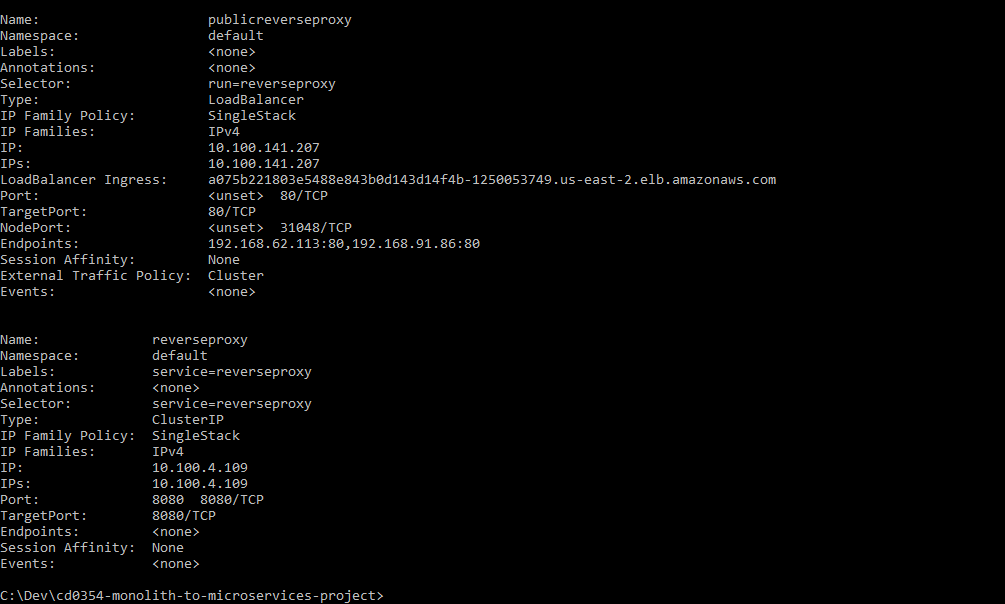 Name:                     publicreverseproxy
Namespace:                default
Labels:                   <none>
Annotations:              <none>
Selector:                 run=reverseproxy
Type:                     LoadBalancer
IP Family Policy:         SingleStack
IP Families:              IPv4
IP:                       10.100.141.207
IPs:                      10.100.141.207
LoadBalancer Ingress:     a075b221803e5488e843b0d143d14f4b-1250053749.us-east-2.elb.amazonaws.com
Port:                     <unset>  80/TCP
TargetPort:               80/TCP
NodePort:                 <unset>  31048/TCP
Endpoints:                192.168.62.113:80,192.168.91.86:80
Session Affinity:         None
External Traffic Policy:  Cluster
Events:                   <none>
Name:              reverseproxy
Namespace:         default
Labels:            service=reverseproxy
Annotations:       <none>
Selector:          service=reverseproxy
Type:              ClusterIP
IP Family Policy:  SingleStack
IP Families:       IPv4
IP:                10.100.4.109
IPs:               10.100.4.109
Port:              8080  8080/TCP
TargetPort:        8080/TCP
Endpoints:         <none>
Session Affinity:  None
Events:            <none>
C:\Dev\cd0354-monolith-to-microservices-project>